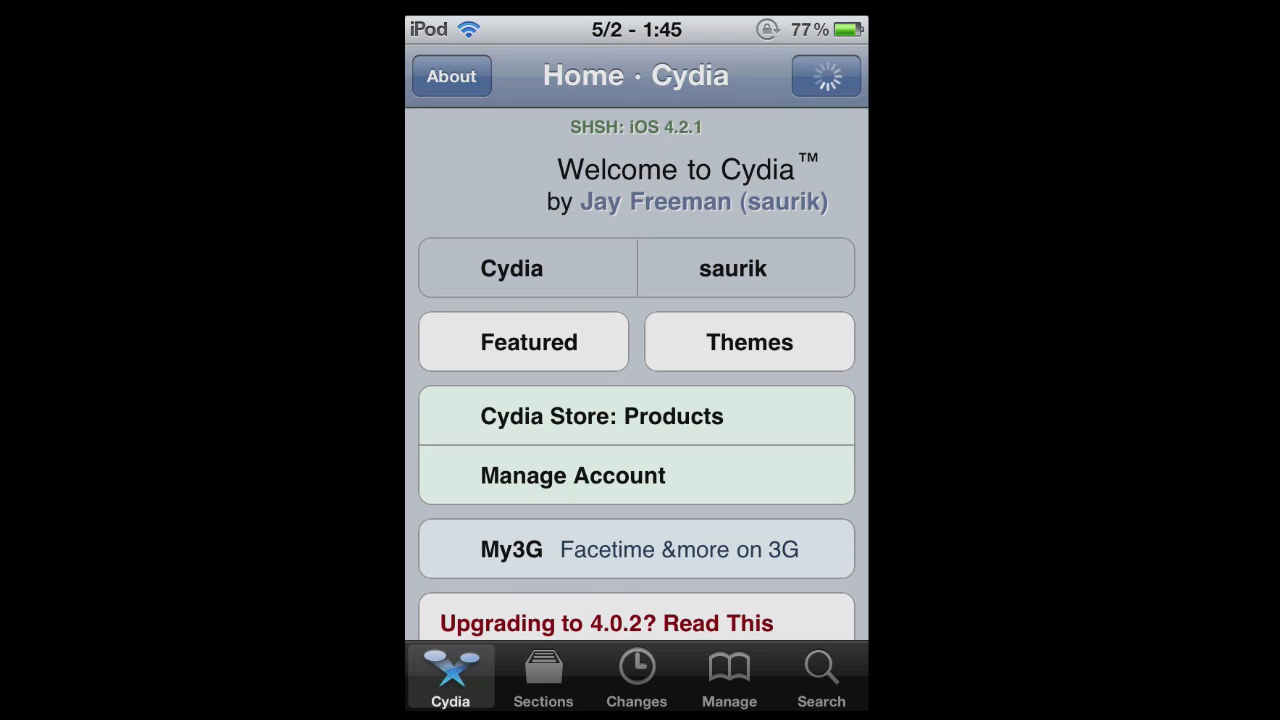 iPod 5/2 - 1:45 77%
About Home · Cydia
SHSH: iOS 4.2.1
Welcome to Cydia™
by Jay Freeman (saurik)
Cydia saurik
Featured Themes
Cydia Store: Products
Manage Account
My3G Facetime &more on 3G
Upgrading to 4.0.2? Read This
Cydia Sections Changes Manage Search